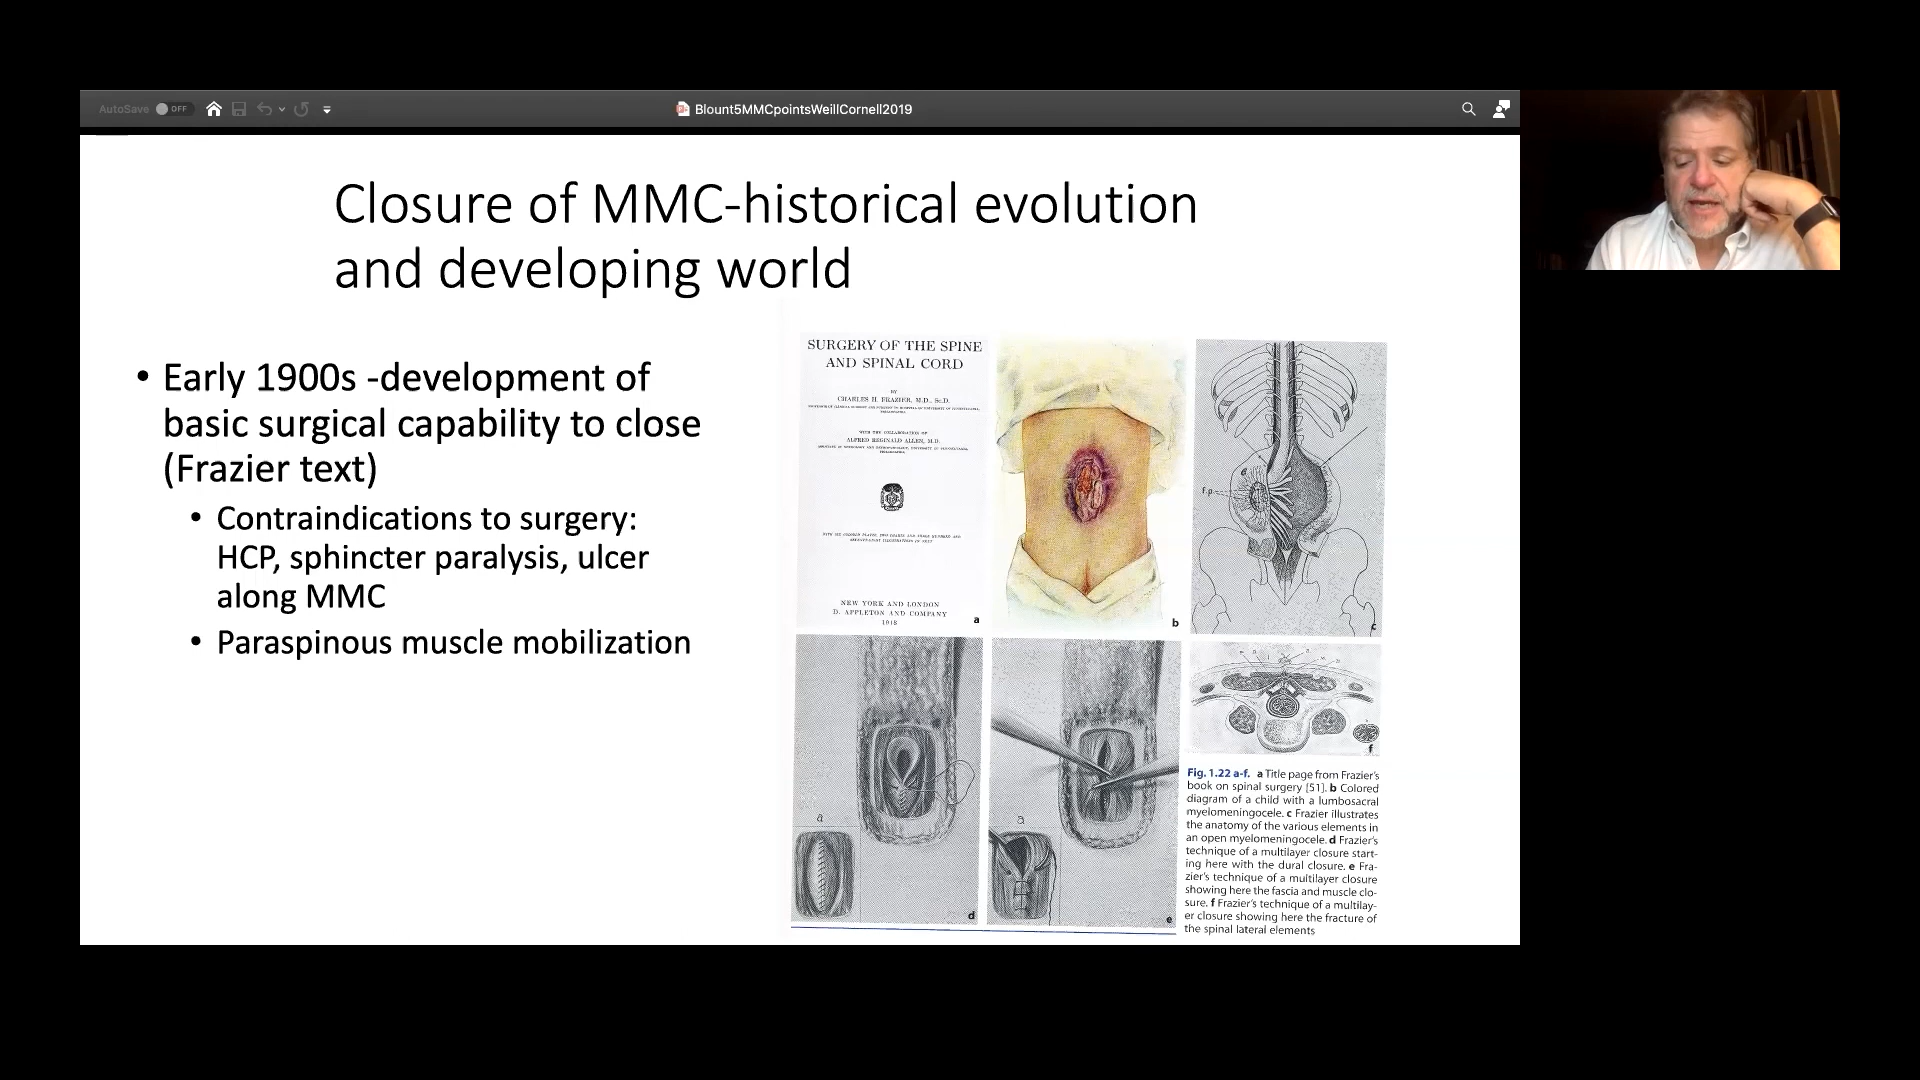 AutoSave OFF
Blount5MMCpointsWeillCornell2019
Closure of MMC-historical evolution
and developing world
• Early 1900s -development of
basic surgical capability to close
(Frazier text)
• Contraindications to surgery:
HCP, sphincter paralysis, ulcer
along MMC
• Paraspinous muscle mobilization
SURGERY OF THE SPINE
AND SPINAL CORD
BY
CHARLES H. FRAZIER, M.D., Sc.D.
WITH THE COLLABORATION OF
ALFRED REGINALD ALLEN, M.D.
NEW YORK AND LONDON
D. APPLETON AND COMPANY
1918
a
b
f.p.
c
a
d
a
e
f
Fig. 1.22 a-f. a Title page from Frazier's
book on spinal surgery [51]. b Colored
diagram of a child with a lumbosacral
myelomeningocele. c Frazier illustrates
the anatomy of the various elements in
an open myelomeningocele. d Frazier's
technique of a multilayer closure start-
ing here with the dural closure. e Fra-
zier's technique of a multilayer closure
showing here the fascia and muscle clo-
sure. f Frazier's technique of a multilay-
er closure showing here the fracture of
the spinal lateral elements